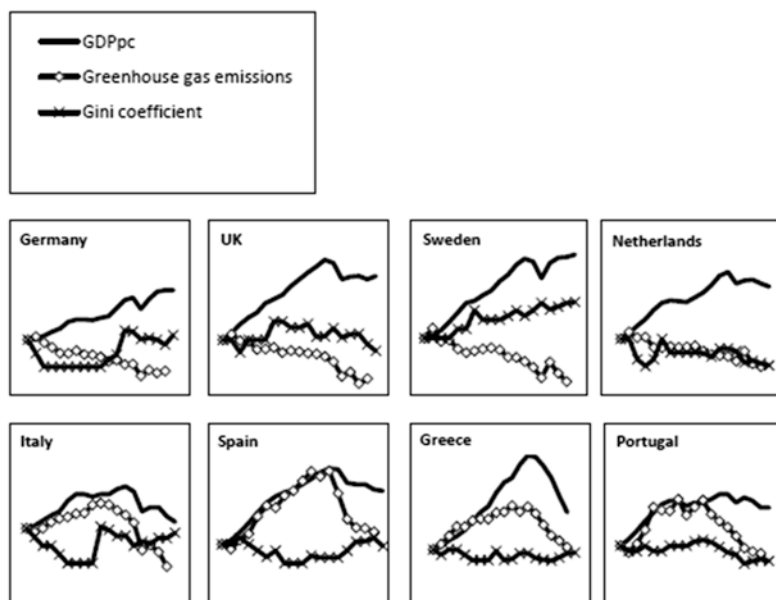 GDPpc
Greenhouse gas emissions
Gini coefficient
Germany
UK
Sweden
Netherlands
Italy
Spain
Greece
Portugal